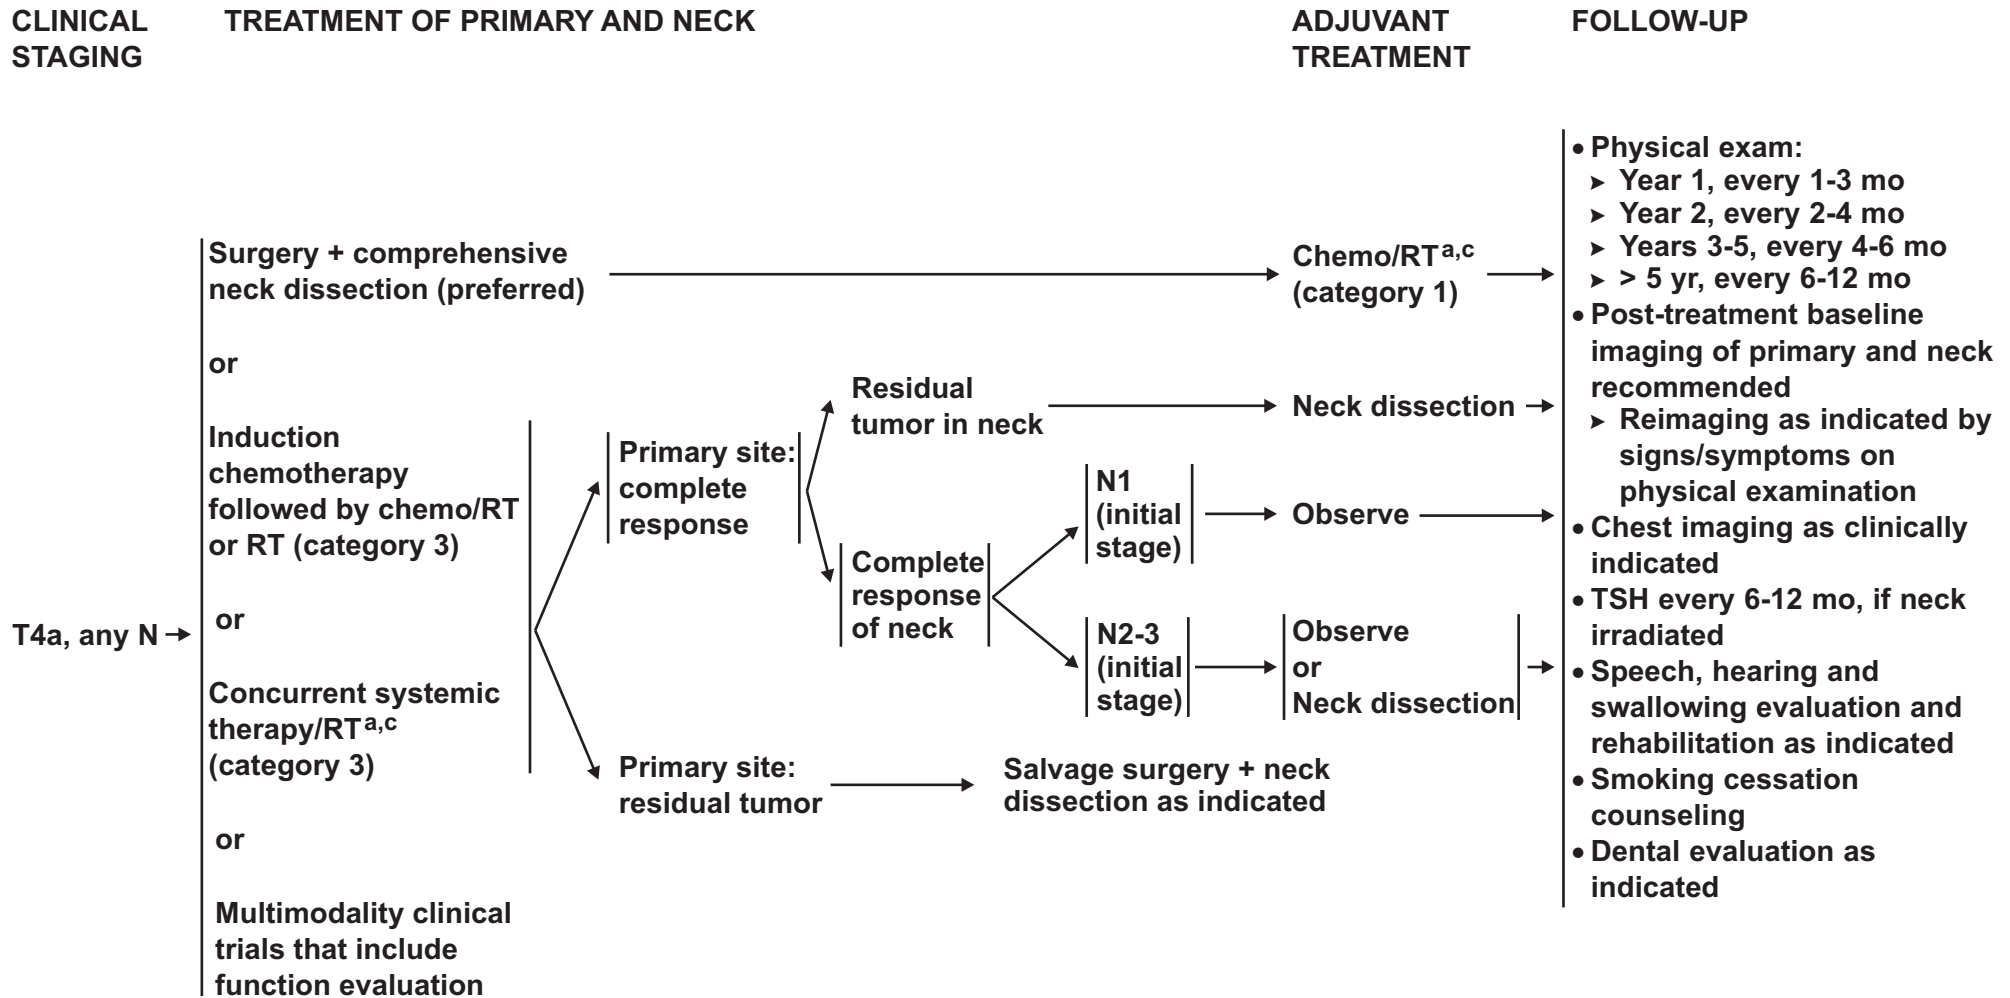 CLINICAL
STAGING
TREATMENT OF PRIMARY AND NECK
ADJUVANT
TREATMENT
FOLLOW-UP
T4a, any N
Surgery + comprehensive
neck dissection (preferred)
or
Induction
chemotherapy
followed by chemo/RT
or RT (category 3)
or
Concurrent systemic
therapy/RTa,c
(category 3)
or
Multimodality clinical
trials that include
function evaluation
Primary site:
complete
response
Primary site:
residual tumor
Residual
tumor in neck
Complete
response
of neck
N1
(initial
stage)
N2-3
(initial
stage)
Salvage surgery + neck
dissection as indicated
Chemo/RTa,c
(category 1)
Neck dissection
Observe
Observe
or
Neck dissection
• Physical exam:
➤ Year 1, every 1-3 mo
➤ Year 2, every 2-4 mo
➤ Years 3-5, every 4-6 mo
➤ > 5 yr, every 6-12 mo
• Post-treatment baseline
imaging of primary and neck
recommended
➤ Reimaging as indicated by
signs/symptoms on
physical examination
• Chest imaging as clinically
indicated
• TSH every 6-12 mo, if neck
irradiated
• Speech, hearing and
swallowing evaluation and
rehabilitation as indicated
• Smoking cessation
counseling
• Dental evaluation as
indicated